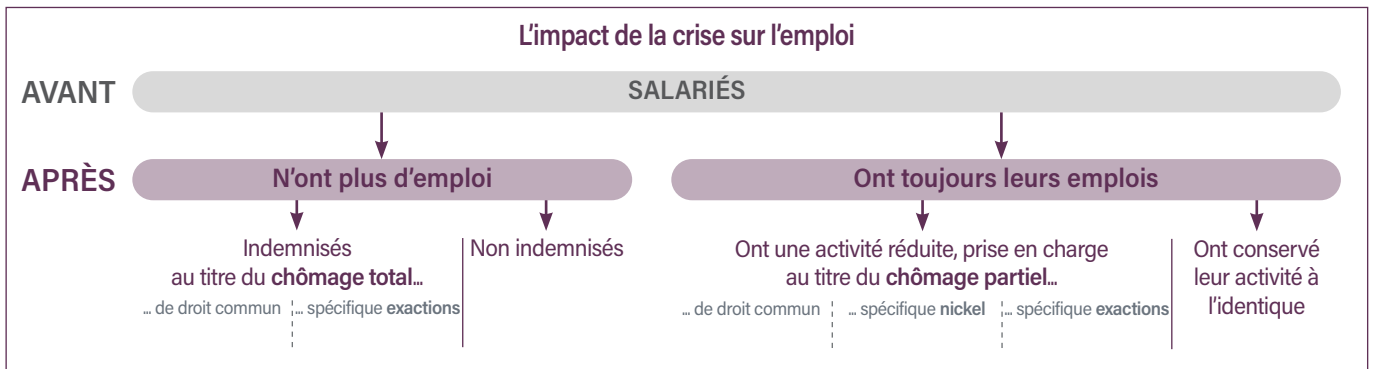 L'impact de la crise sur l'emploi
AVANT
SALARIÉS
APRÈS
N'ont plus d'emploi
Ont toujours leurs emplois
Indemnisés
au titre du chômage total...
... de droit commun
... spécifique exactions
Non indemnisés
Ont une activité réduite, prise en charge
au titre du chômage partiel...
... de droit commun
... spécifique nickel
... spécifique exactions
Ont conservé
leur activité à
l'identique